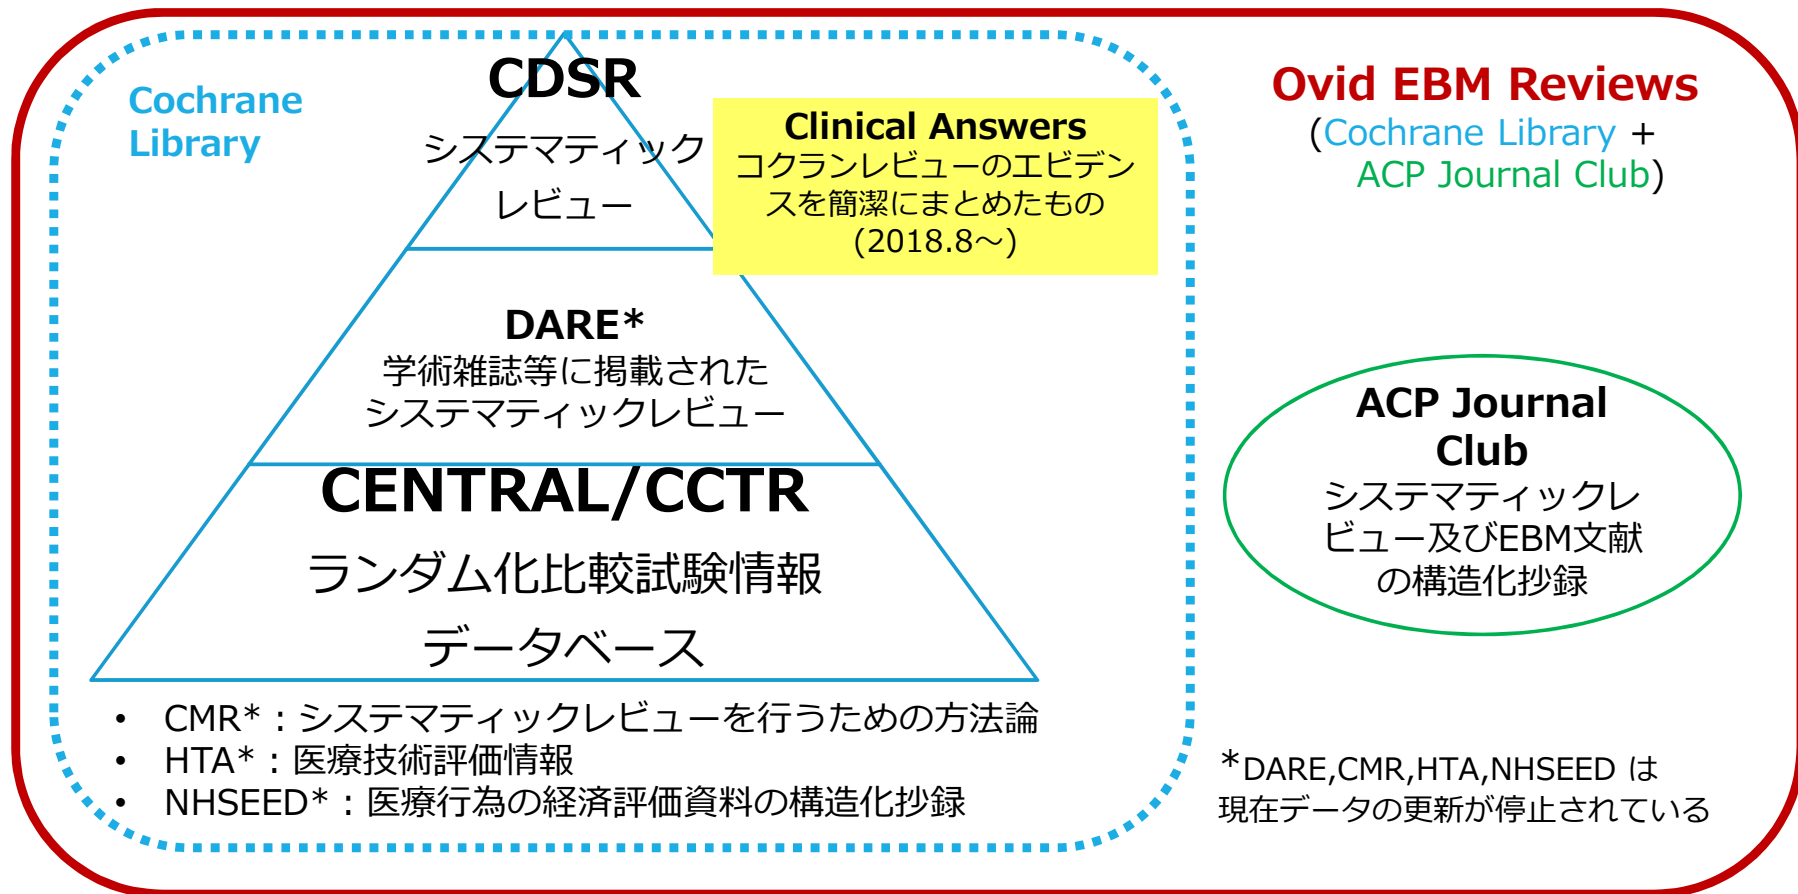 Cochrane
Library
CDSR
システマティック
レビュー
Clinical Answers
コクランレビューのエビデン
スを簡潔にまとめたもの
(2018.8～)
DARE*
学術雑誌等に掲載された
システマティックレビュー
CENTRAL/CCTR
ランダム化比較試験情報
データベース
• CMR*：システマティックレビューを行うための方法論
• HTA*：医療技術評価情報
• NHSEED*：医療行為の経済評価資料の構造化抄録
Ovid EBM Reviews
(Cochrane Library +
ACP Journal Club)
ACP Journal
Club
システマティックレ
ビュー及びEBM文献
の構造化抄録
*DARE,CMR,HTA,NHSEED は
現在データの更新が停止されている